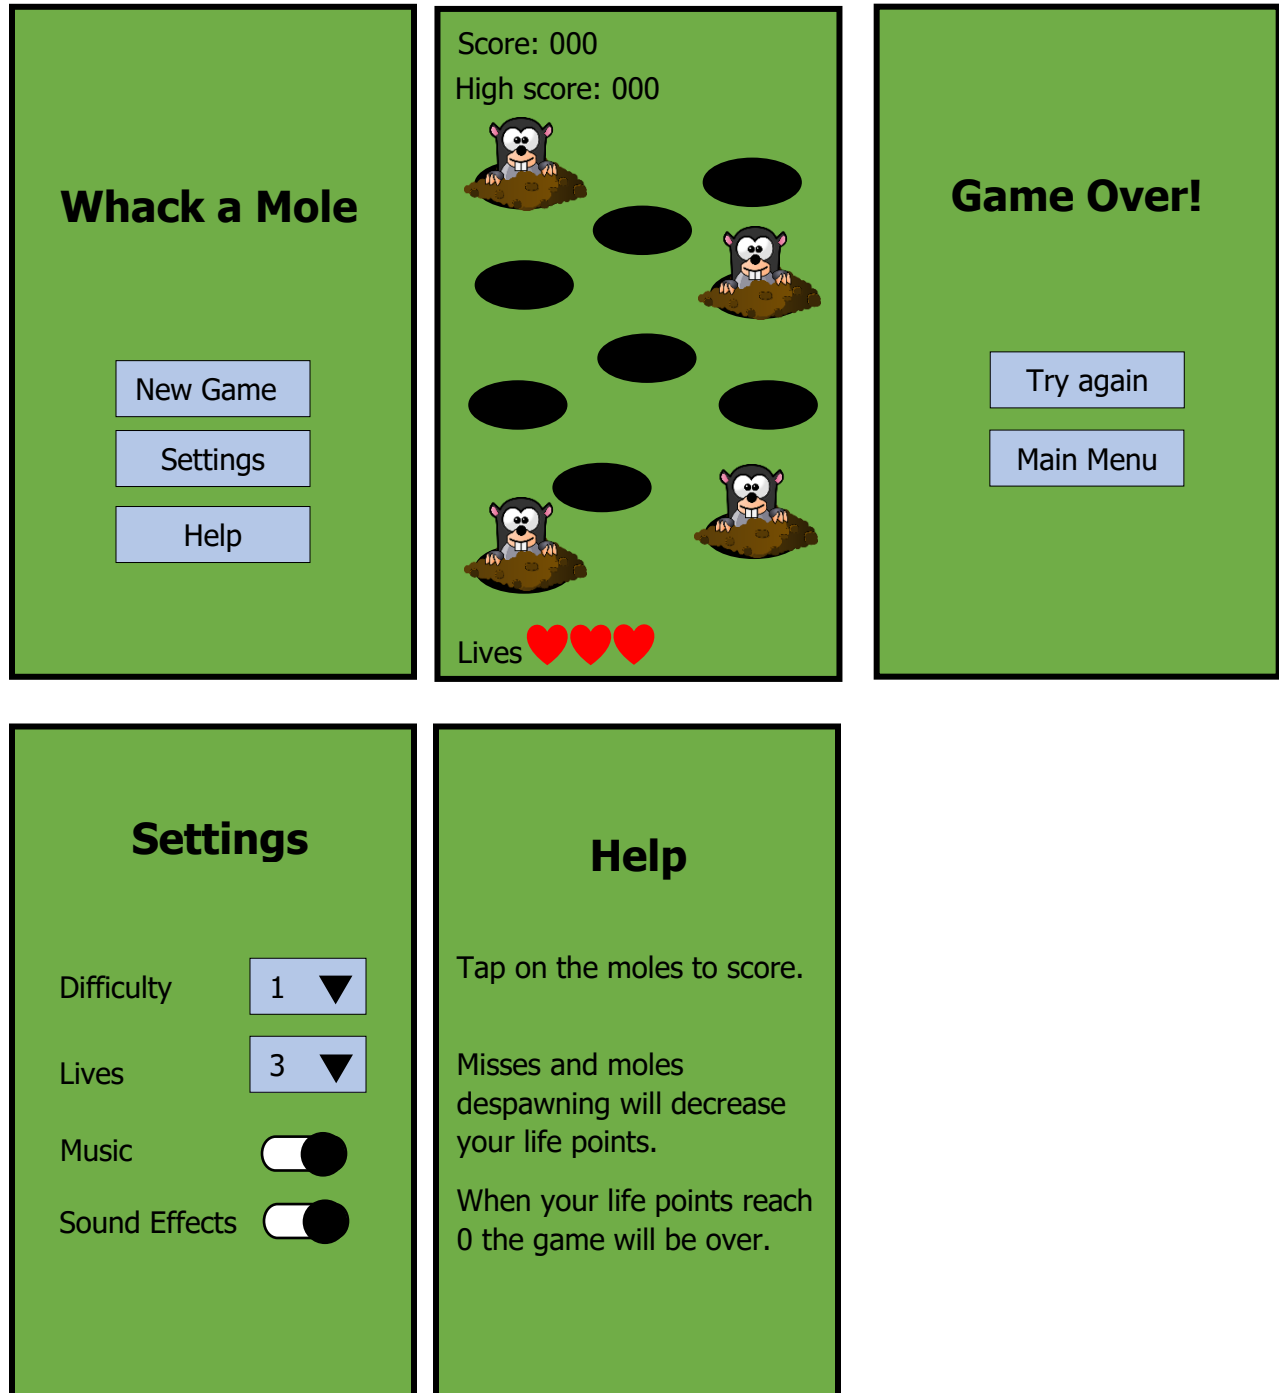 Whack a Mole
New Game
Settings
Help
Score: 000
High score: 000
Lives
Game Over!
Try again
Main Menu
Settings
Difficulty 1
Lives 3
Music
Sound Effects
Help
Tap on the moles to score.
Misses and moles
despawning will decrease
your life points.
When your life points reach
0 the game will be over.